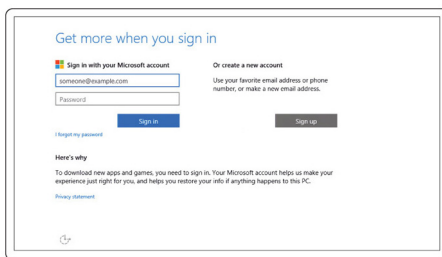 Get more when you sign in
Sign in with your Microsoft account
someone@example.com
Password
Sign in
I forgot my password
Or create a new account
Use your favorite email address or phone
number, or make a new email address.
Sign up
Here's why
To download new apps and games, you need to sign in. Your Microsoft account helps us make your
experience just right for you, and helps you restore your info if anything happens to this PC.
Privacy statement